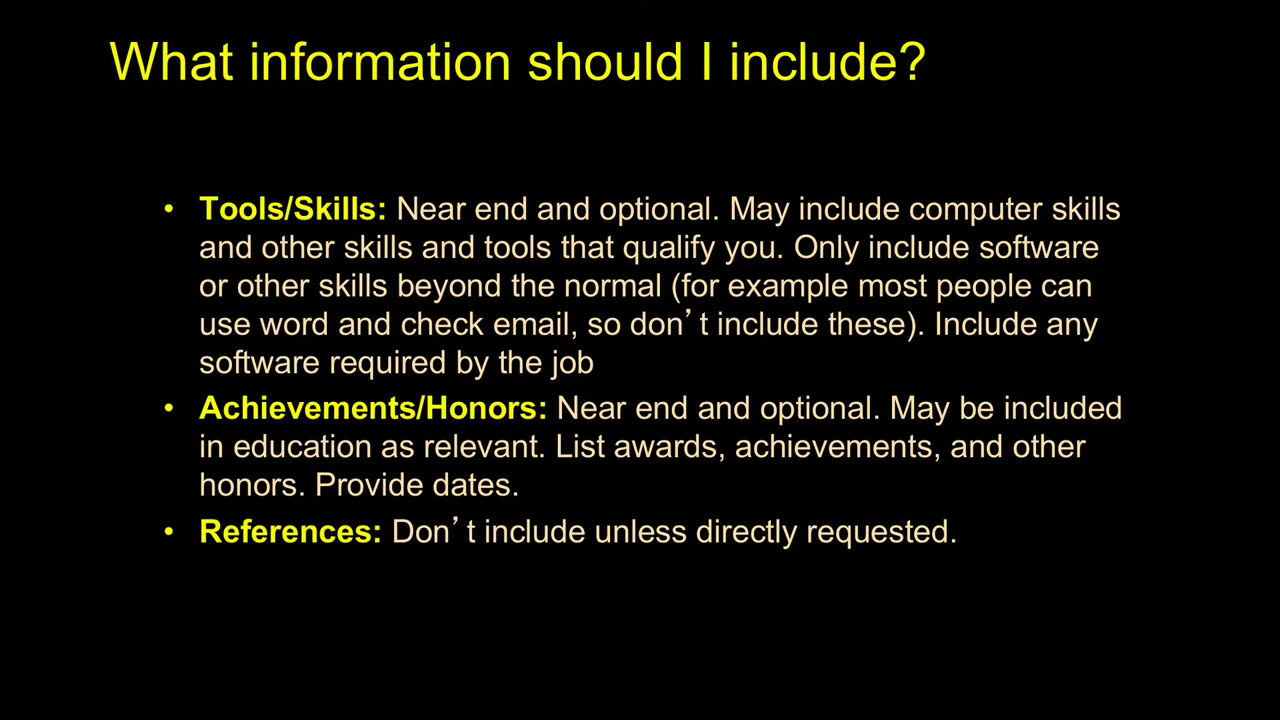 What information should I include?
• Tools/Skills: Near end and optional. May include computer skills
and other skills and tools that qualify you. Only include software
or other skills beyond the normal (for example most people can
use word and check email, so don’t include these). Include any
software required by the job
• Achievements/Honors: Near end and optional. May be included
in education as relevant. List awards, achievements, and other
honors. Provide dates.
• References: Don’t include unless directly requested.